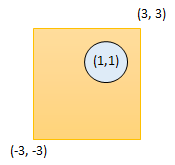 (3, 3)
(1,1)
(-3, -3)